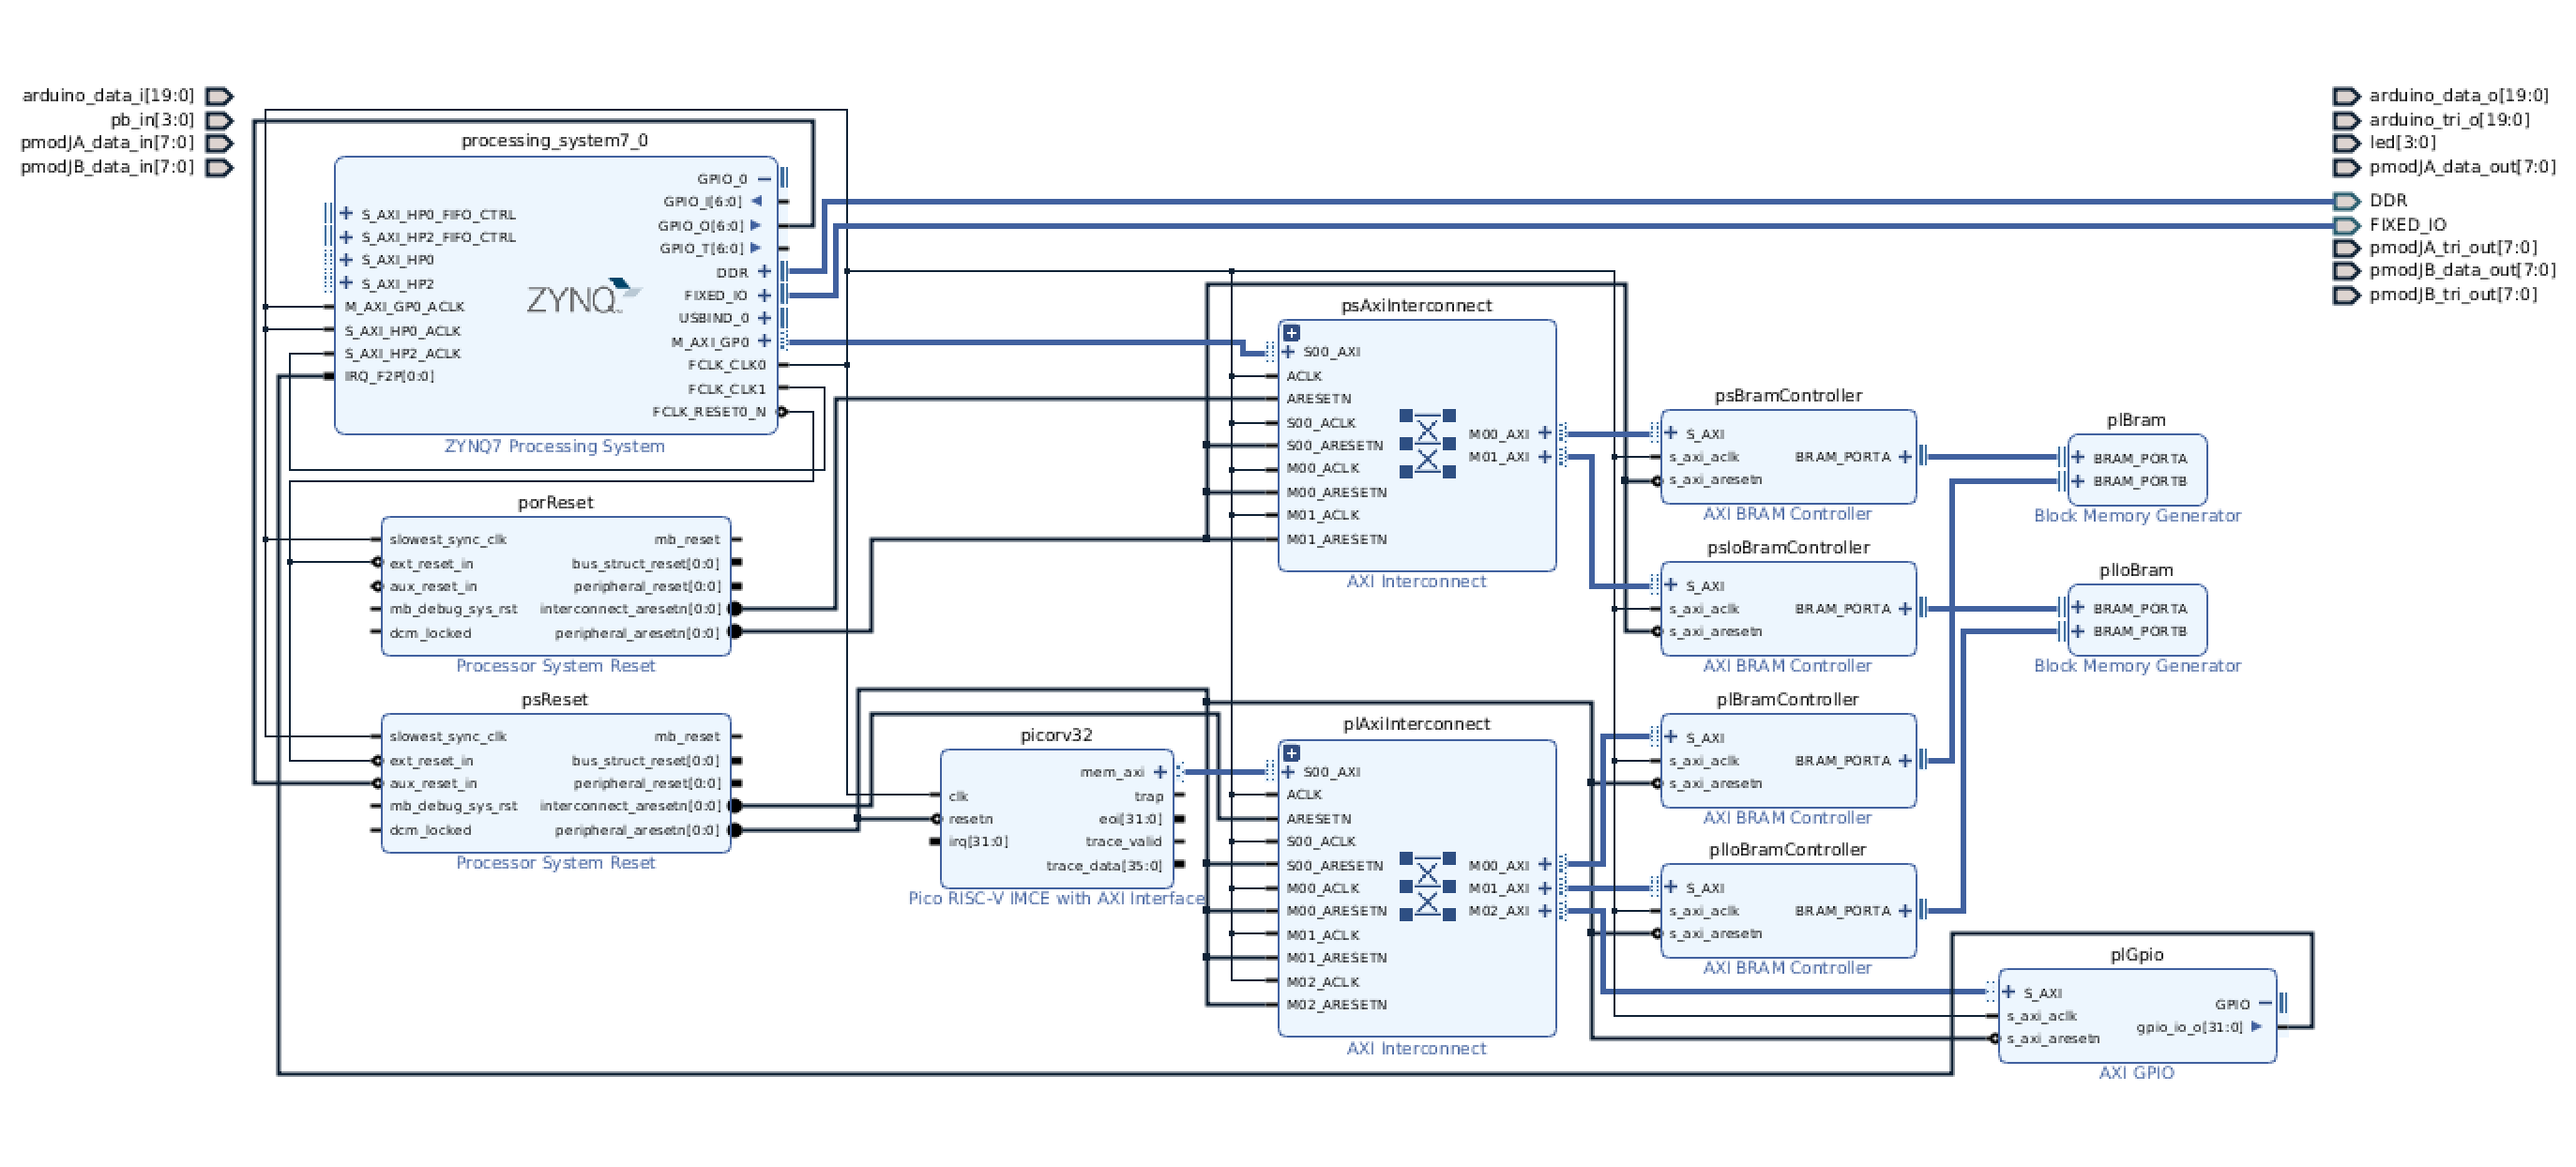 arduino_data_i[19:0]
pb_in[3:0]
pmodJA_data_in[7:0]
pmodJB_data_in[7:0]
processing_system7_0
S_AXI_HP0_FIFO_CTRL
S_AXI_HP2_FIFO_CTRL
S_AXI_HP0
S_AXI_HP2
M_AXI_GP0_ACLK
S_AXI_HP0_ACLK
S_AXI_HP2_ACLK
IRQ_F2P[0:0]
ZYNQ
GPIO_0
GPIO_I[6:0]
GPIO_O[6:0]
GPIO_T[6:0]
DDR
FIXED_IO
USBIND_0
M_AXI_GP0
FCLK_CLK0
FCLK_CLK1
FCLK_RESET0_N
ZYNQ7 Processing System
porReset
slowest_sync_clk
ext_reset_in
aux_reset_in
mb_debug_sys_rst
dcm_locked
mb_reset
bus_struct_reset[0:0]
peripheral_reset[0:0]
interconnect_aresetn[0:0]
peripheral_aresetn[0:0]
Processor System Reset
psReset
slowest_sync_clk
ext_reset_in
aux_reset_in
mb_debug_sys_rst
dcm_locked
mb_reset
bus_struct_reset[0:0]
peripheral_reset[0:0]
interconnect_aresetn[0:0]
peripheral_aresetn[0:0]
Processor System Reset
picorv32
clk
resetn
irq[31:0]
mem_axi
trap
eoi[31:0]
trace_valid
trace_data[35:0]
Pico RISC-V IMCE with AXI Interface
psAxiInterconnect
S00_AXI
ACLK
ARESETN
S00_ACLK
S00_ARESETN
M00_ACLK
M00_ARESETN
M01_ACLK
M01_ARESETN
M00_AXI
M01_AXI
AXI Interconnect
plAxiInterconnect
S00_AXI
ACLK
ARESETN
S00_ACLK
S00_ARESETN
M00_ACLK
M00_ARESETN
M01_ACLK
M01_ARESETN
M02_ACLK
M02_ARESETN
M00_AXI
M01_AXI
M02_AXI
AXI Interconnect
psBramController
S_AXI
s_axi_aclk
s_axi_aresetn
BRAM_PORTA
AXI BRAM Controller
psIoBramController
S_AXI
s_axi_aclk
s_axi_aresetn
BRAM_PORTA
AXI BRAM Controller
plBramController
S_AXI
s_axi_aclk
s_axi_aresetn
BRAM_PORTA
AXI BRAM Controller
plIoBramController
S_AXI
s_axi_aclk
s_axi_aresetn
BRAM_PORTA
AXI BRAM Controller
plBram
BRAM_PORTA
BRAM_PORTB
Block Memory Generator
plIoBram
BRAM_PORTA
BRAM_PORTB
Block Memory Generator
plGpio
S_AXI
s_axi_aclk
s_axi_aresetn
GPIO
gpio_io_o[31:0]
AXI GPIO
arduino_data_o[19:0]
arduino_tri_o[19:0]
led[3:0]
pmodJA_data_out[7:0]
DDR
FIXED_IO
pmodJA_tri_out[7:0]
pmodJB_data_out[7:0]
pmodJB_tri_out[7:0]